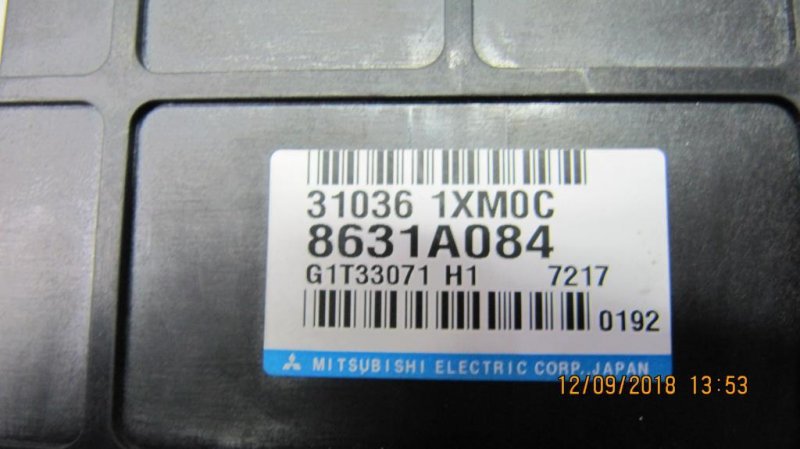 31036 1XM0C
8631A084
G1T33071 H1 7217
0192
MITSUBISHI ELECTRIC CORP., JAPAN
12/09/2018 13:53